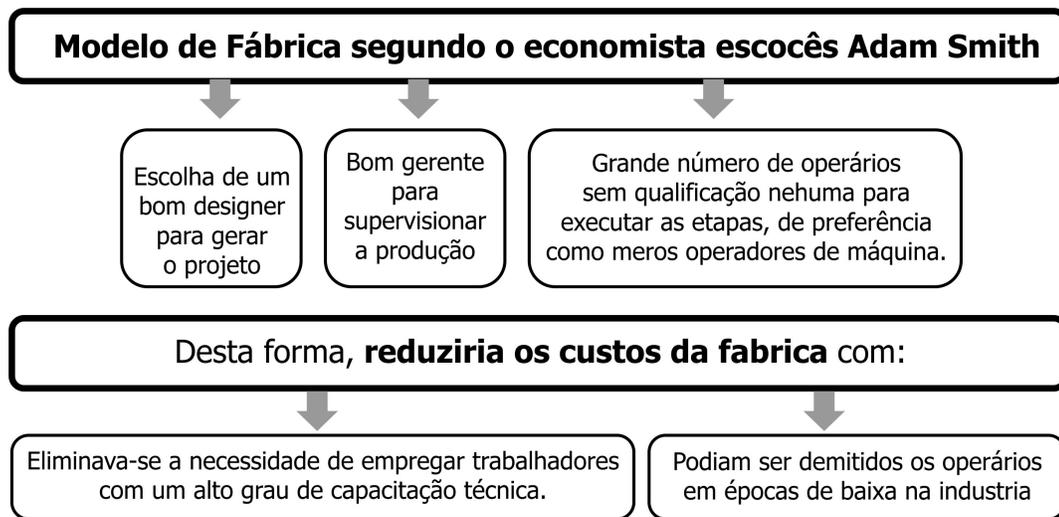 Modelo de Fábrica segundo o economista escocês Adam Smith
Escolha de um
bom designer
para gerar
o projeto
Bom gerente
para
supervisionar
a produção
Grande número de operários
sem qualificação nehuma para
executar as etapas, de preferência
como meros operadores de máquina.
Desta forma, reduziria os custos da fabrica com:
Eliminava-se a necessidade de empregar trabalhadores
com um alto grau de capacitação técnica.
Podiam ser demitidos os operários
em épocas de baixa na industria